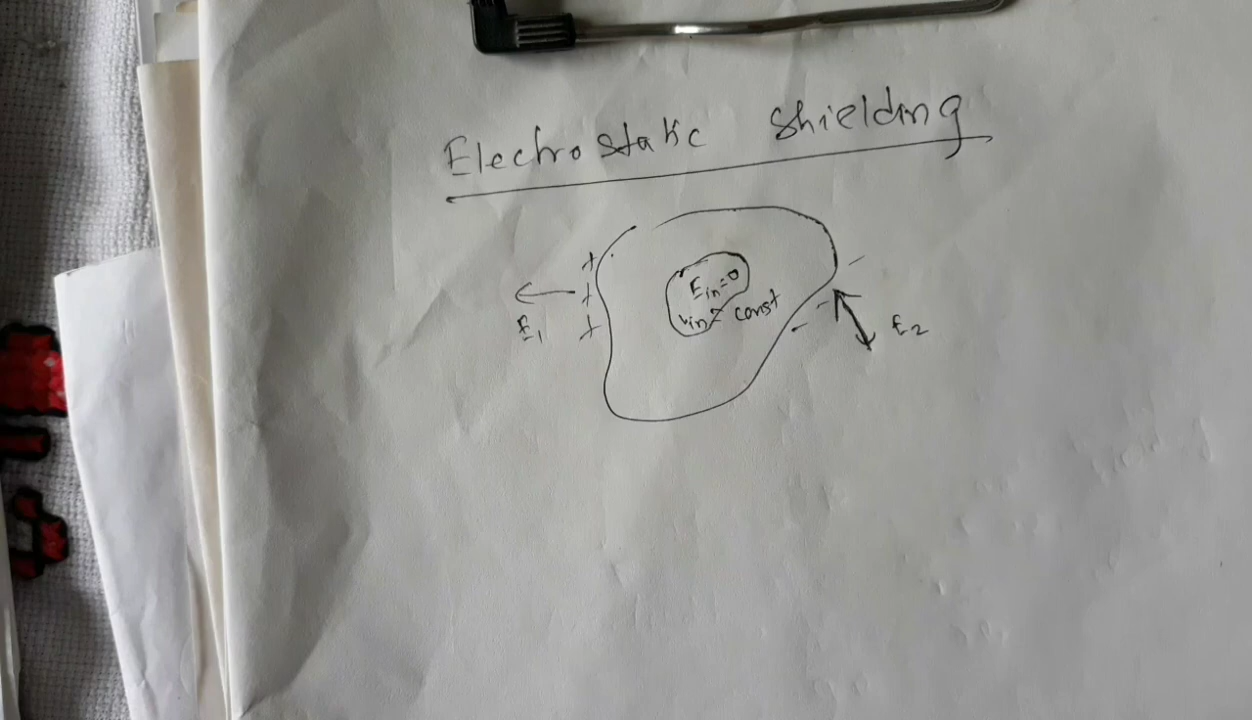 Electrostatic Shielding
+
+
+
E₁
Ein=0
Vin= const
-
-
-
E₂